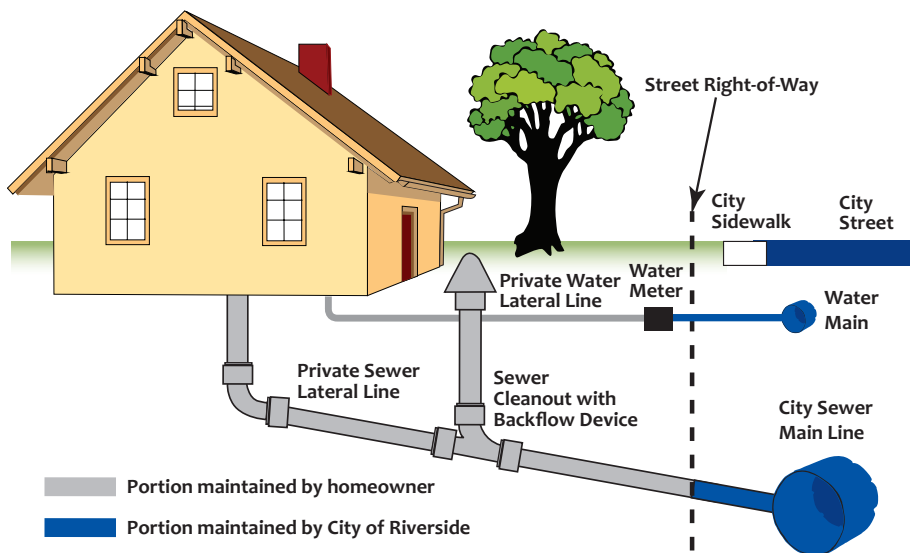 Street Right-of-Way
City
Sidewalk
City
Street
Private Water
Lateral Line
Water
Meter
Water
Main
Private Sewer
Lateral Line
Sewer
Cleanout with
Backflow Device
City Sewer
Main Line
Portion maintained by homeowner
Portion maintained by City of Riverside